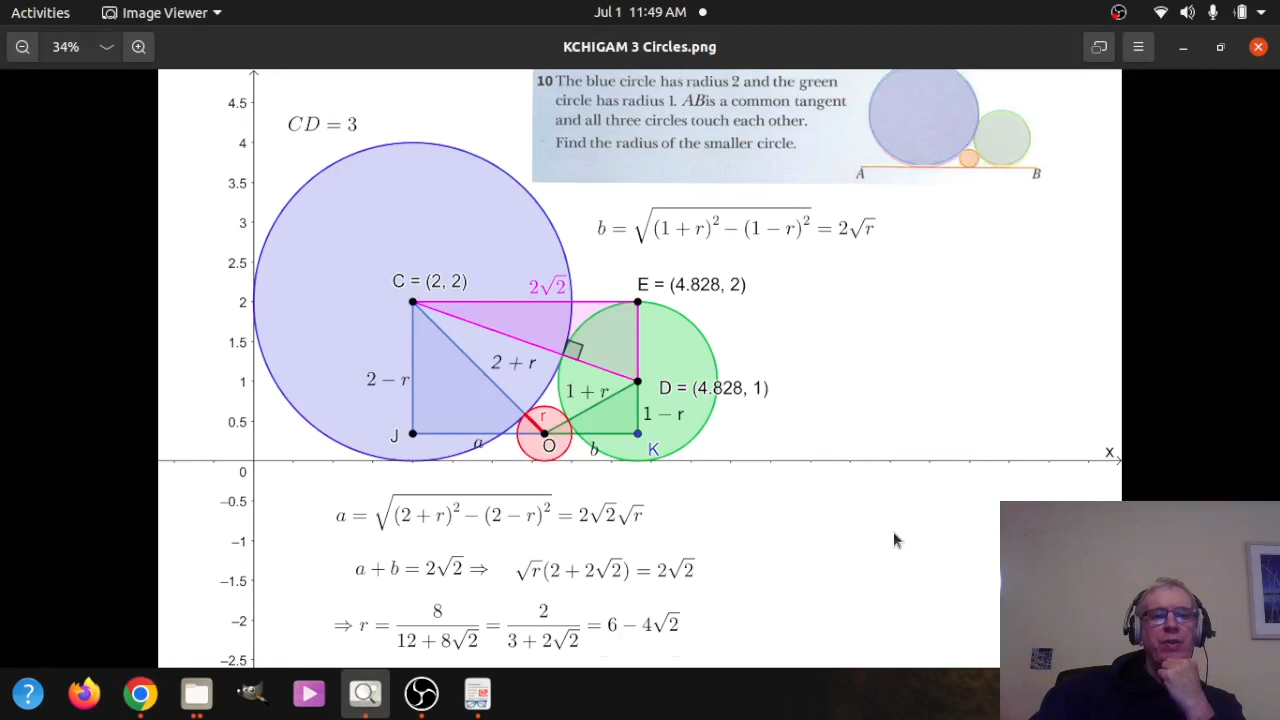 Activities
Image Viewer
Jul 1 11:49 AM
34%
KCHIGAM 3 Circles.png
10 The blue circle has radius 2 and the green
circle has radius 1. AB is a common tangent
and all three circles touch each other.
Find the radius of the smaller circle.
A
B
CD = 3
b = √((1 + r)² − (1 − r)²) = 2√r
4.5
4
3.5
3
2.5
2
1.5
1
0.5
0
−0.5
−1
−1.5
−2
−2.5
C = (2, 2)
2√2
E = (4.828, 2)
2 + r
2 − r
1 + r
D = (4.828, 1)
r
1 − r
J
a
O
b
K
x
a = √((2 + r)² − (2 − r)²) = 2√2√r
a + b = 2√2 ⇒ √r(2 + 2√2) = 2√2
⇒ r = 8/(12 + 8√2) = 2/(3 + 2√2) = 6 − 4√2